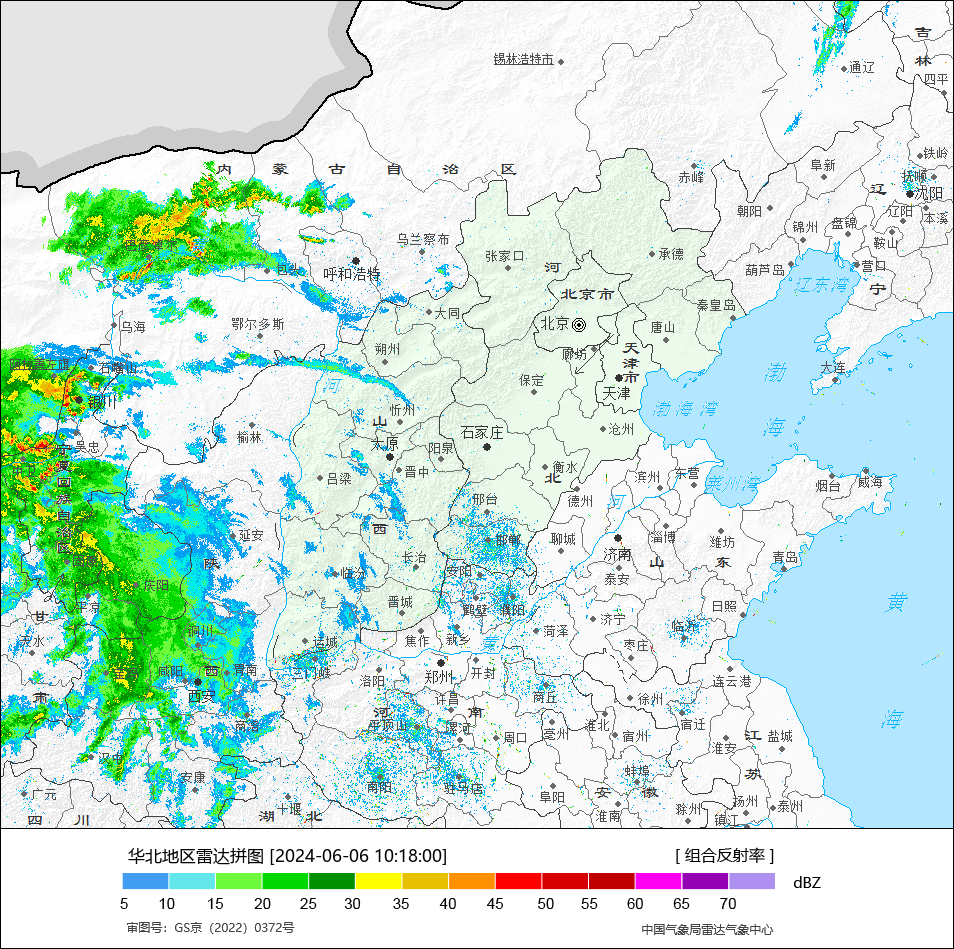 吉
锡林浩特市
林
通辽
四平
铁岭
阜新
内 蒙 古 自 治 区
赤峰
抚顺
辽
沈阳
朝阳
辽阳
本溪
锦州
盘锦
鞍山
乌兰察布
张家口
河
承德
葫芦岛
营口
包头
呼和浩特
辽东湾
宁
北京市
大同
秦皇岛
乌海
鄂尔多斯
北京
唐山
朔州
廊坊
天
津
市
石嘴山
渤
大连
河
保定
银川
天津
忻州
渤海湾
山
榆林
太原
石家庄
沧州
海
吴忠
阳泉
晋中
衡水
吕梁
北
滨州
东营
莱州湾
烟台
威海
德州
邢台
河
宁
夏
回
族
自
治
区
西
延安
邯郸
聊城
淄博
潍坊
济南
山
东
青岛
陕
长治
临汾
安阳
泰安
庆阳
晋城
鹤壁
濮阳
日照
黄
平凉
甘
济宁
临沂
铜川
菏泽
天水
运城
焦作
新乡
黄
枣庄
宝鸡
咸阳
西
渭南
三门峡
郑州
开封
洛阳
连云港
西安
肃
商丘
徐州
许昌
河
南
宿迁
海
商洛
平顶山
漯河
周口
亳州
淮北
宿州
江
盐城
淮安
汉中
安康
南阳
驻马店
蚌埠
苏
广元
阜阳
安
徽
扬州
泰州
十堰
滁州
四 川
湖 北
淮南
镇江
华北地区雷达拼图 [2024-06-06 10:18:00]
[ 组合反射率 ]
dBZ
5 10 15 20 25 30 35 40 45 50 55 60 65 70
审图号：GS京（2022）0372号
中国气象局雷达气象中心